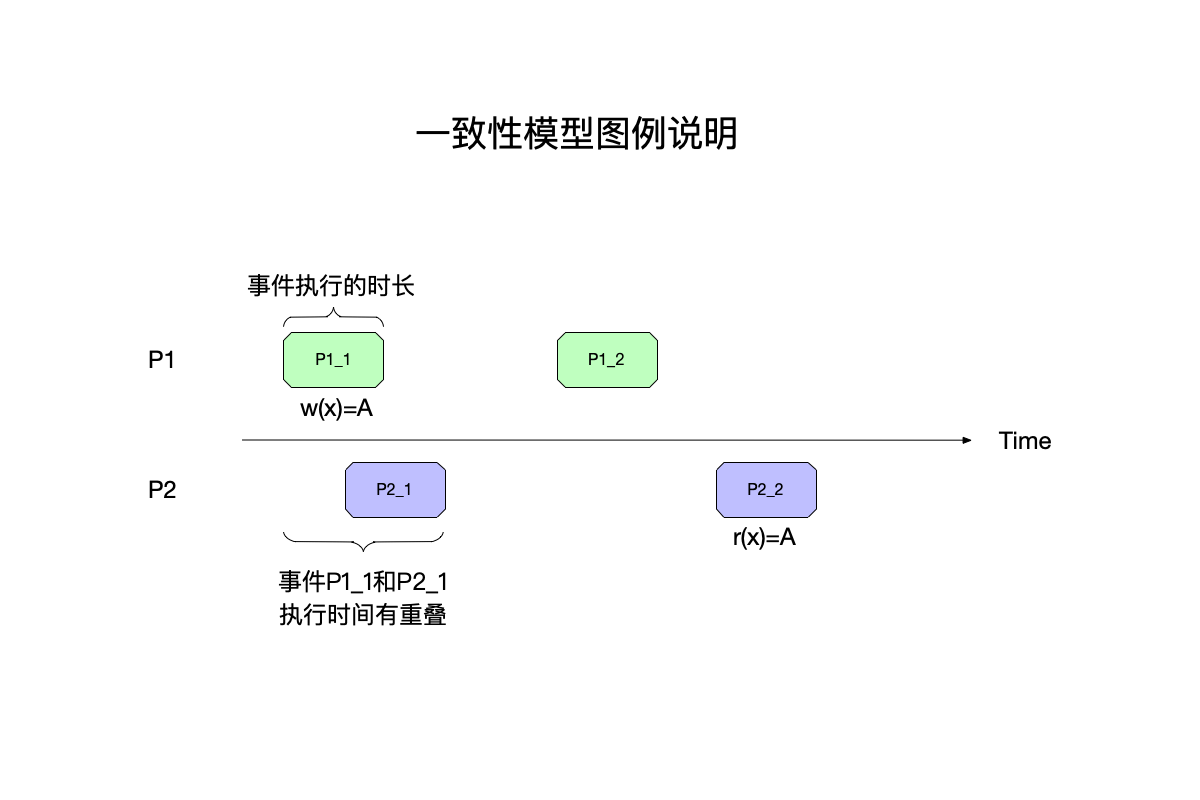 一致性模型图例说明
事件执行的时长
P1
P1_1
P1_2
w(x)=A
Time
P2
P2_1
P2_2
r(x)=A
事件P1_1和P2_1
执行时间有重叠